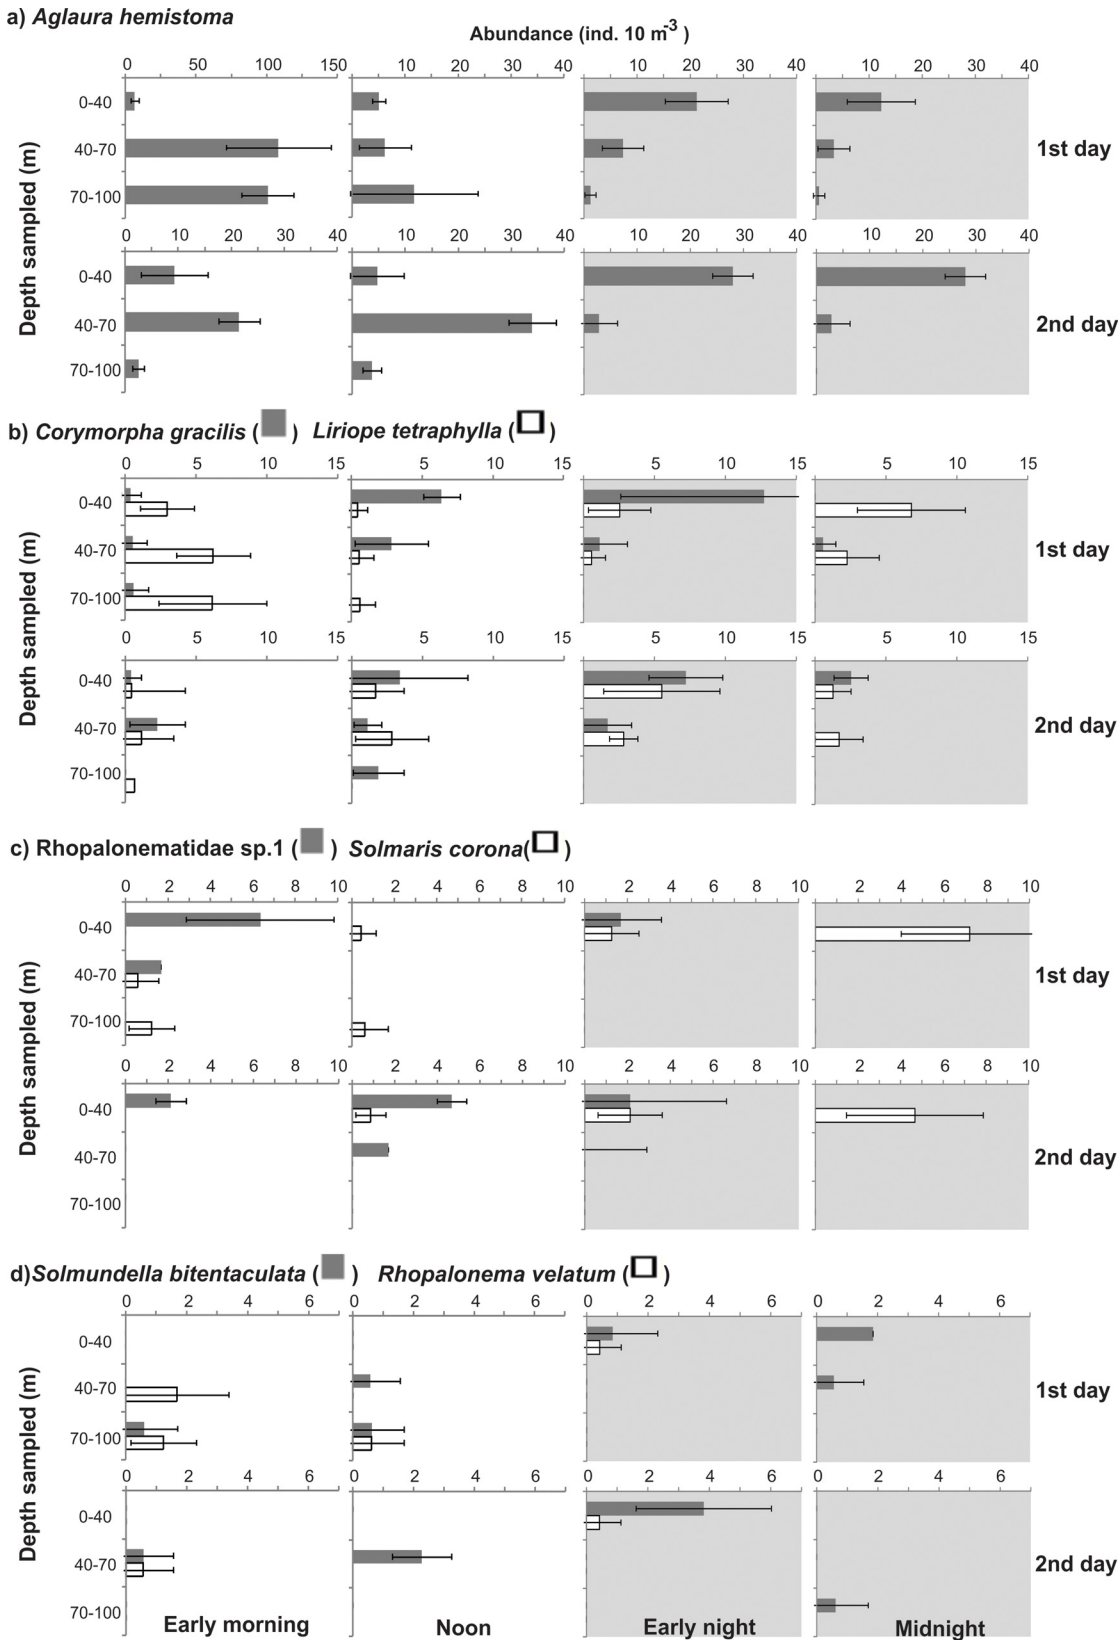 a) Aglaura hemistoma
Abundance (ind. 10 m-3 )
0 50 100 150 0 10 20 30 40 10 20 30 40 10 20 30 40
Depth sampled (m)
0-40
40-70
70-100
1st day
0 10 20 30 40 0 10 20 30 40 10 20 30 40 10 20 30 40
Depth sampled (m)
0-40
40-70
70-100
2nd day
b) Corymorpha gracilis ( ) Liriope tetraphylla ( )
0 5 10 15 5 10 15 5 10 15 5 10 15
Depth sampled (m)
0-40
40-70
70-100
1st day
0 5 10 15 5 10 15 5 10 15 5 10 15
Depth sampled (m)
0-40
40-70
70-100
2nd day
c) Rhopalonematidae sp.1 ( ) Solmaris corona( )
0 2 4 6 8 10 2 4 6 8 10 0 2 4 6 8 10 2 4 6 8 10
Depth sampled (m)
0-40
40-70
70-100
1st day
0 2 4 6 8 10 2 4 6 8 10 0 2 4 6 8 10 0 2 4 6 8 10
Depth sampled (m)
0-40
40-70
70-100
2nd day
d)Solmundella bitentaculata ( ) Rhopalonema velatum ( )
0 2 4 6 0 2 4 6 0 2 4 6 0 2 4 6
Depth sampled (m)
0-40
40-70
70-100
1st day
0 2 4 6 0 2 4 6 0 2 4 6 0 2 4 6
Depth sampled (m)
0-40
40-70
70-100
2nd day
Early morning Noon Early night Midnight